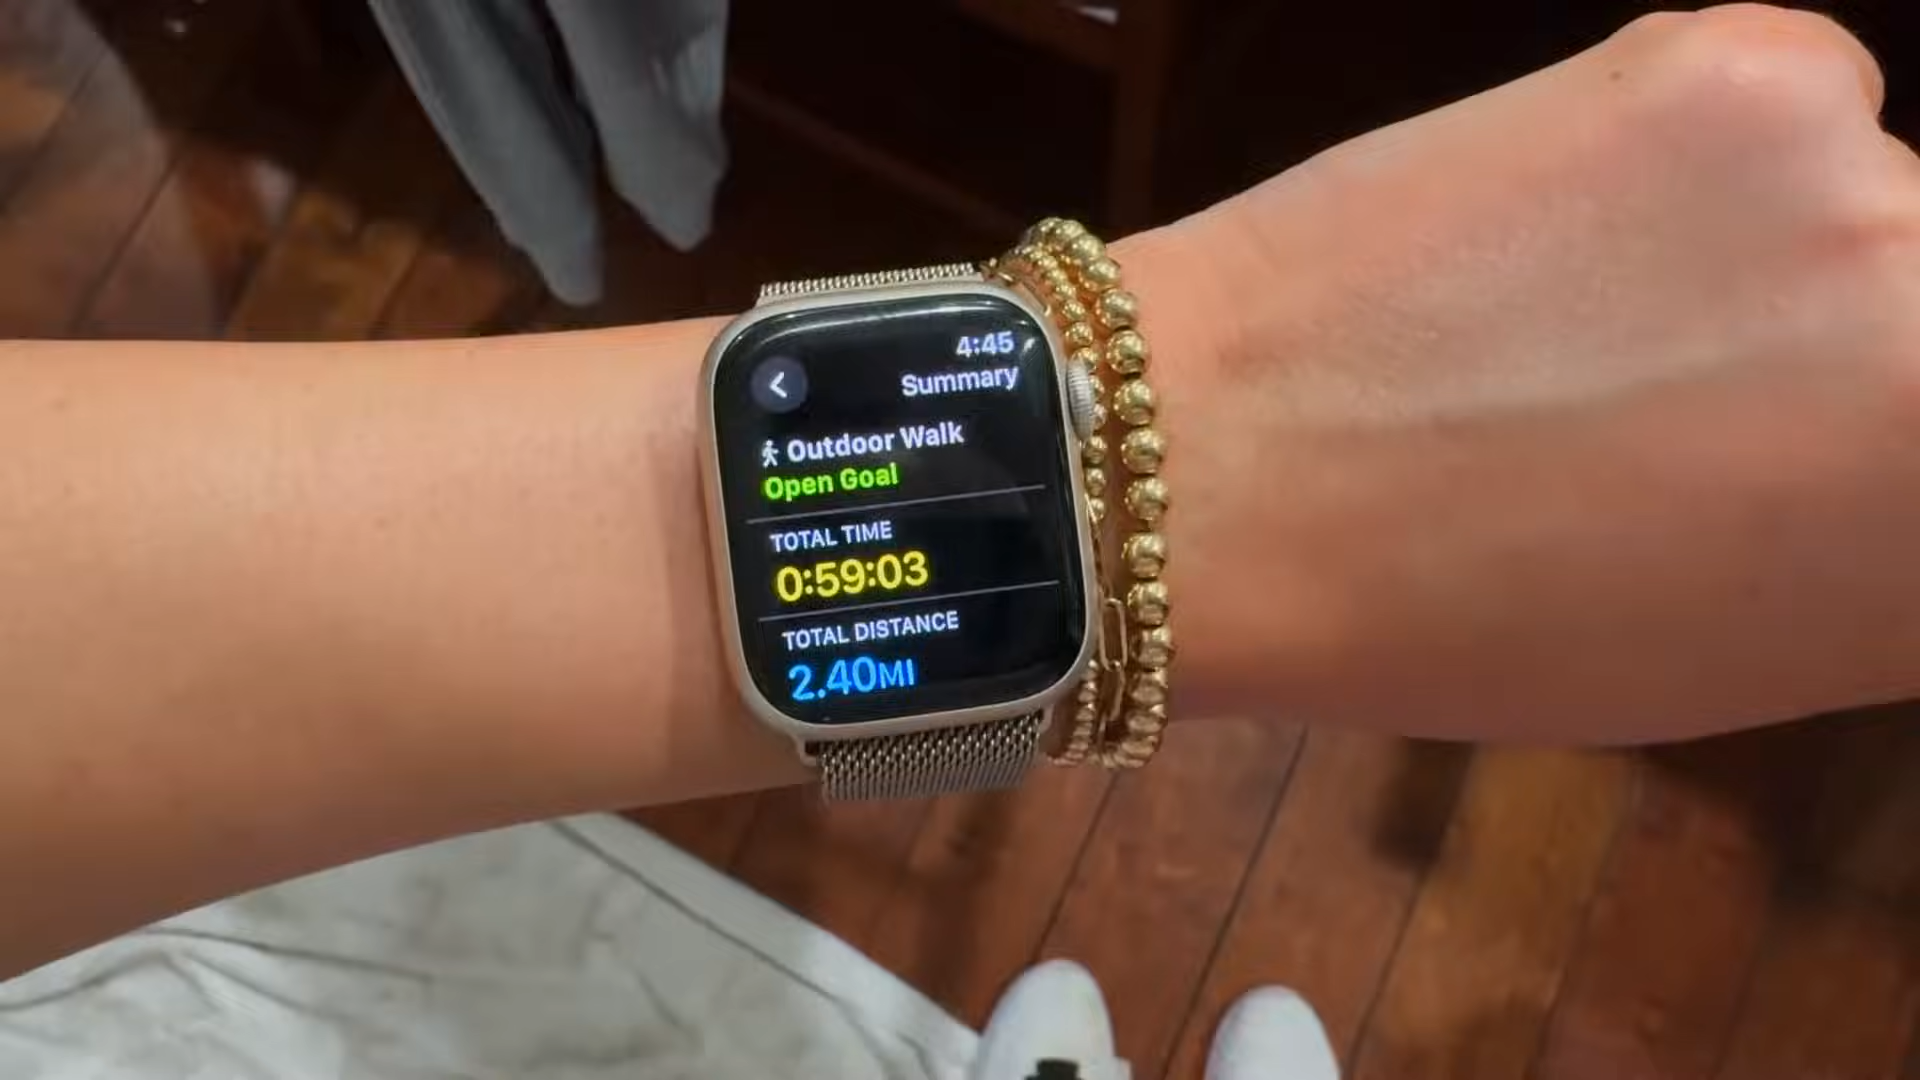 4:45
Summary
Outdoor Walk
Open Goal
TOTAL TIME
0:59:03
TOTAL DISTANCE
2.40MI